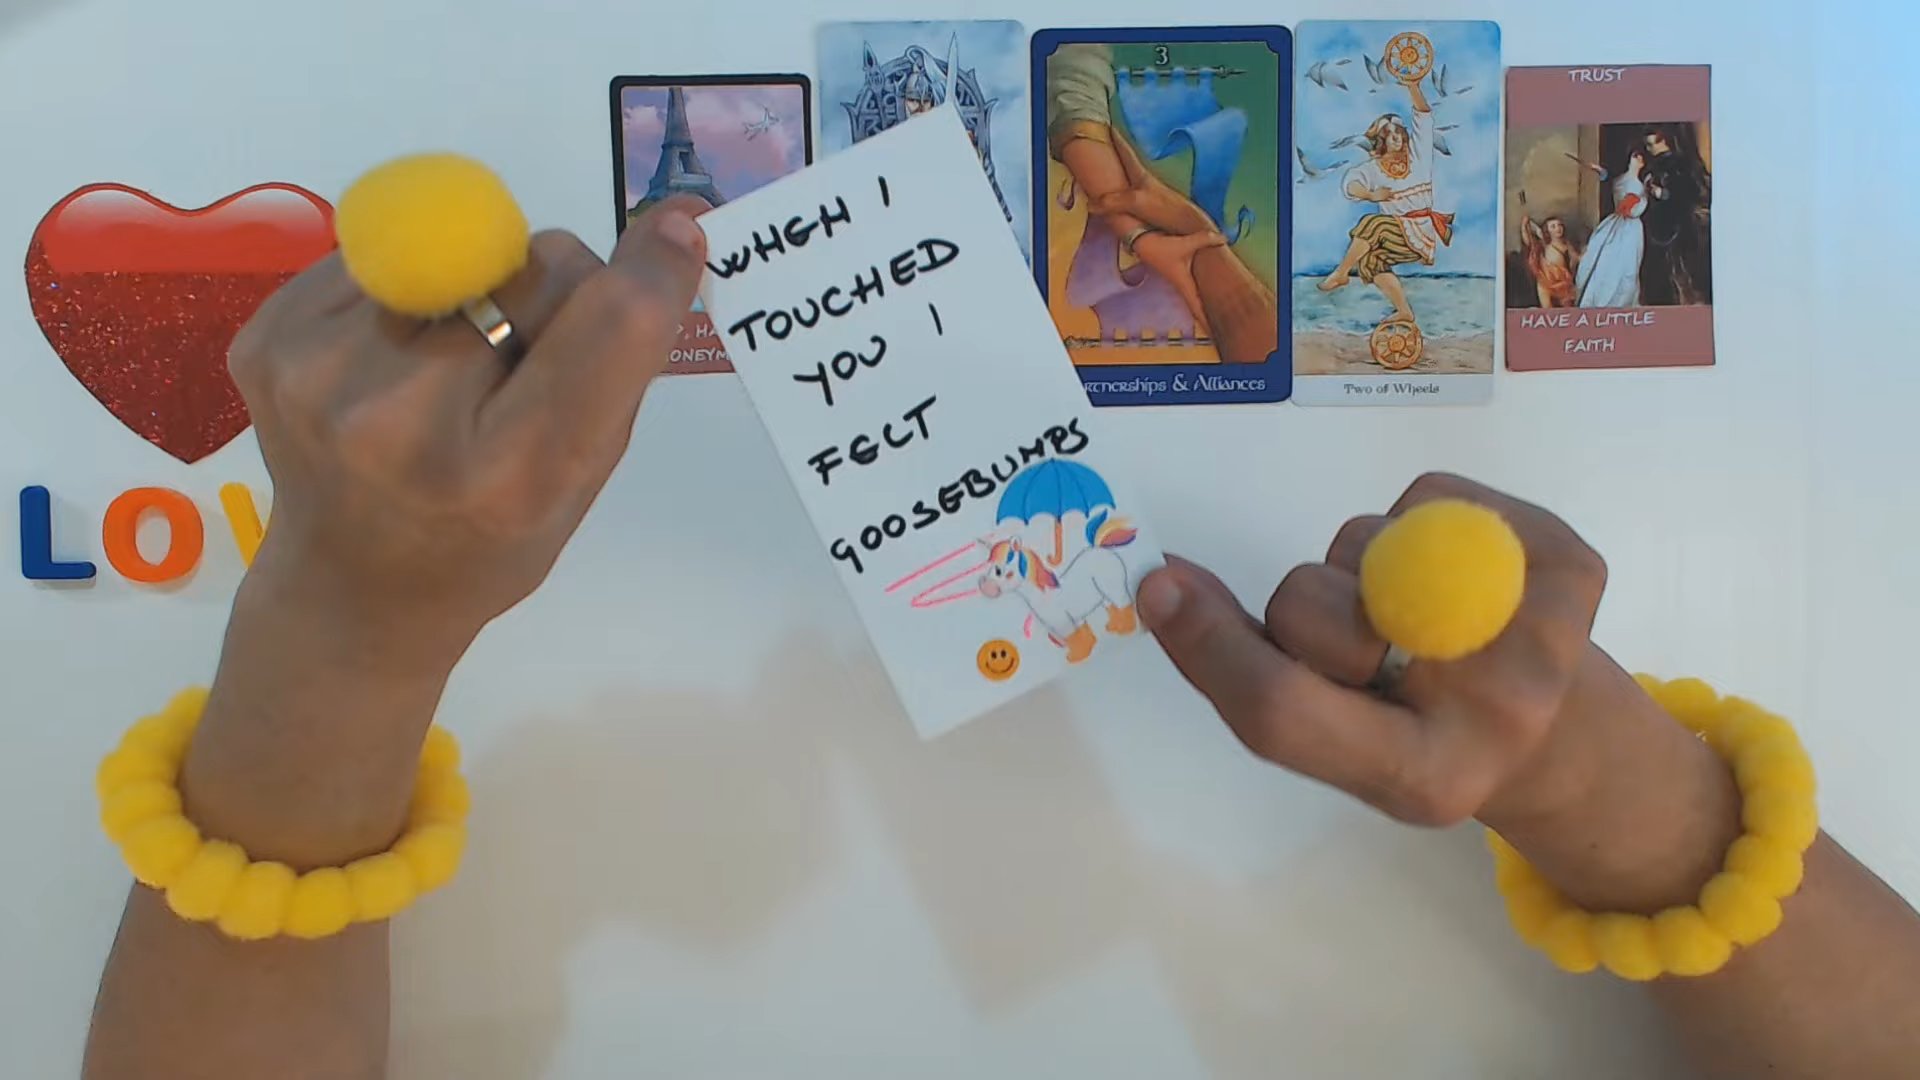 3
TRUST
WHEN I
TOUCHED
YOU I
FELT
GOOSEBUMPS
Partnerships & Alliances
Two of Wheels
HAVE A LITTLE
FAITH
LOV